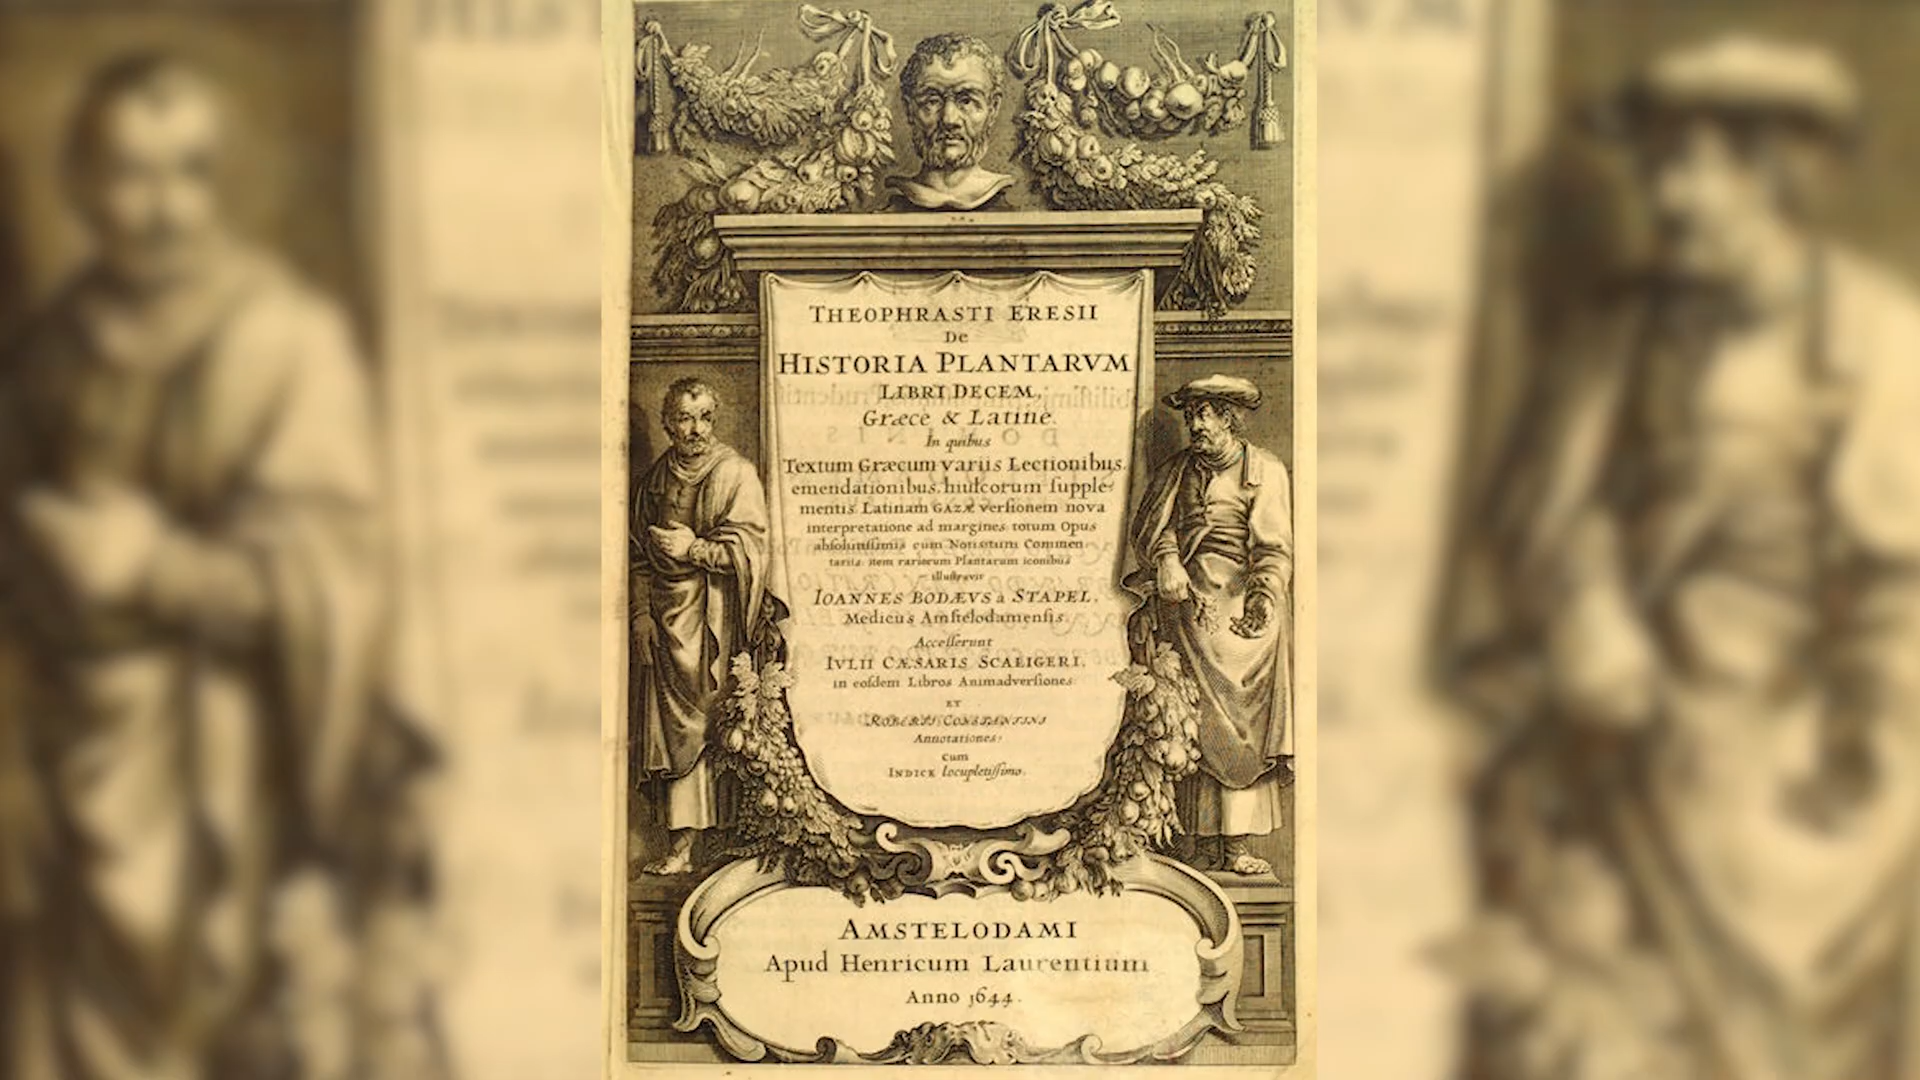 THEOPHRASTI ERESII
De
HISTORIA PLANTARVM
LIBRI DECEM,
Græce & Latine.
In quibus
Textum Græcum variis Lectionibus.
emendationibus, hiulcorum ſupple-
mentis: Latinam GAZÆ verſionem nova
interpretatione ad margines: totum Opus
abſolutiſſimis cum Notis: tum Commen
tariis: item rariorum Plantarum iconibus
illuſtravit
IOANNES BODÆVS à STAPEL.
Medicus Amſtelodamenſis.
Acceſſerunt
IVLII CÆSARIS SCALIGERI.
in eoſdem Libros Animadverſiones:
ET
ROBERTI CONSTANTINI
Annotationes:
Cum
INDICE locupletiſſimo.
AMSTELODAMI
Apud Henricum Laurentium
Anno 1644.